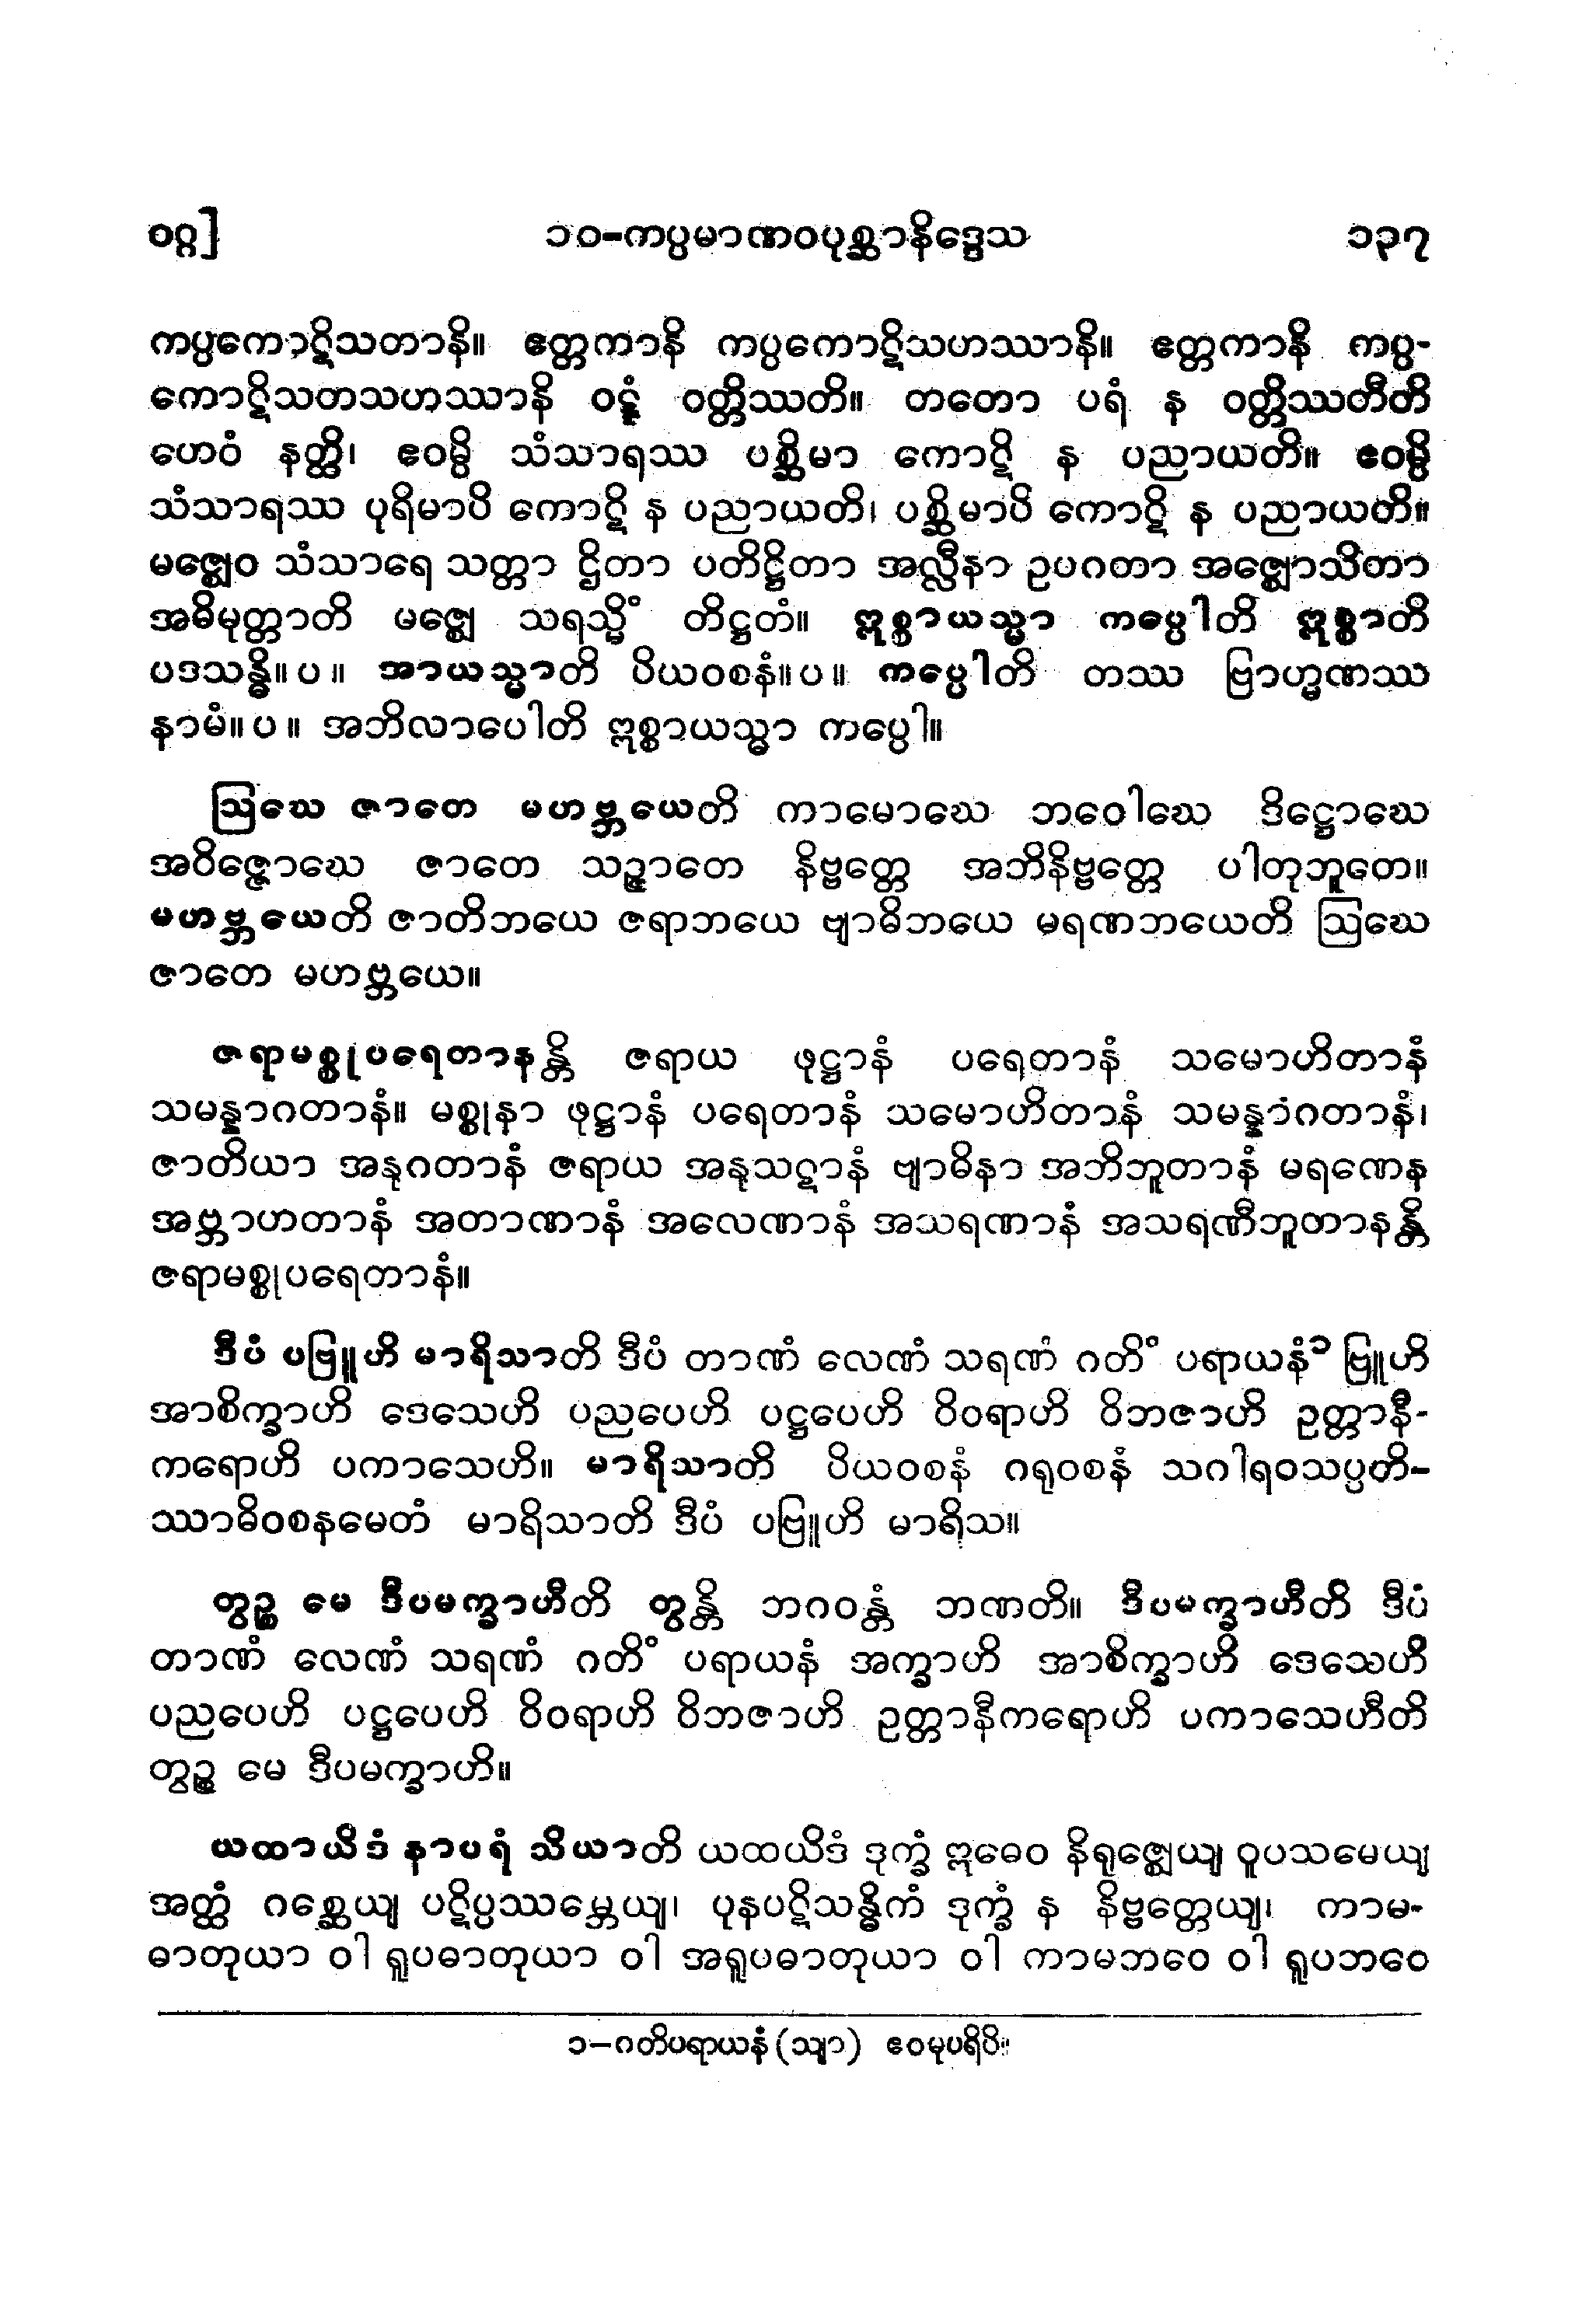 ဝဂ္ဂ] ၁၀-ကပ္ပမာဏဝပုစ္ဆာနိဒ္ဒေသ ၁၃၇
ကပ္ပကောဋိသတာနိ။ ဧတ္တကာနိ ကပ္ပကောဋိသဟဿာနိ။ ဧတ္တကာနိ ကပ္ပ-
ကောဋိသတသဟဿာနိ ဝဋ္ဋံ ဝတ္တိဿတိ။ တတော ပရံ န ဝတ္တိဿတီတိ
ဟေဝံ နတ္ထိ၊ ဧဝမ္ပိ သံသာရဿ ပစ္ဆိမာ ကောဋိ န ပညာယတိ။ ဧဝမ္ပိ
သံသာရဿ ပုရိမာပိ ကောဋိ န ပညာယတိ၊ ပစ္ဆိမာပိ ကောဋိ န ပညာယတိ။
မဇ္ဈေဝ သံသာရေ သတ္တာ ဌိတာ ပတိဋ္ဌိတာ အလ္လီနာ ဥပဂတာ အဇ္ဈောသိတာ
အဓိမုတ္တာတိ မဇ္ဈေ သရသ္မိံ တိဋ္ဌတံ။ ဣစ္စာယသ္မာ ကပ္ပေါတိ ဣစ္စာတိ
ပဒသန္ဓိ။ပ။ အာယသ္မာတိ ပိယဝစနံ။ပ။ ကပ္ပေါတိ တဿ ဗြာဟ္မဏဿ
နာမံ။ပ။ အဘိလာပေါတိ ဣစ္စာယသ္မာ ကပ္ပေါ။
ဩဃေ ဇာတေ မဟဗ္ဘယေတိ ကာမောဃေ ဘဝေါဃေ ဒိဋ္ဌောဃေ
အဝိဇ္ဇောဃေ ဇာတေ သဉ္ဇာတေ နိဗ္ဗတ္တေ အဘိနိဗ္ဗတ္တေ ပါတုဘူတေ။
မဟဗ္ဘယေတိ ဇာတိဘယေ ဇရာဘယေ ဗျာဓိဘယေ မရဏဘယေတိ ဩဃေ
ဇာတေ မဟဗ္ဘယေ။
ဇရာမစ္စုပရေတာနန္တိ ဇရာယ ဖုဋ္ဌာနံ ပရေတာနံ သမောဟိတာနံ
သမန္နာဂတာနံ။ မစ္စုနာ ဖုဋ္ဌာနံ ပရေတာနံ သမောဟိတာနံ သမန္နာဂတာနံ၊
ဇာတိယာ အနုဂတာနံ ဇရာယ အနုသဋာနံ ဗျာဓိနာ အဘိဘူတာနံ မရဏေန
အဗ္ဘာဟတာနံ အတာဏာနံ အလေဏာနံ အသရဏာနံ အသရဏီဘူတာနန္တိ
ဇရာမစ္စုပရေတာနံ။
ဒီပံ ပဗြူဟိ မာရိသာတိ ဒီပံ တာဏံ လေဏံ သရဏံ ဂတိံ ပရာယနံ၁ ဗြူဟိ
အာစိက္ခာဟိ ဒေသေဟိ ပညပေဟိ ပဋ္ဌပေဟိ ဝိဝရာဟိ ဝိဘဇာဟိ ဥတ္တာနီ-
ကရောဟိ ပကာသေဟိ။ မာရိသာတိ ပိယဝစနံ ဂရုဝစနံ သဂါရဝသပ္ပတိ-
ဿာဓိဝစနမေတံ မာရိသာတိ ဒီပံ ပဗြူဟိ မာရိသ။
တွဉ္စ မေ ဒီပမက္ခာဟီတိ တွန္တိ ဘဂဝန္တံ ဘဏတိ။ ဒီပမက္ခာဟီတိ ဒီပံ
တာဏံ လေဏံ သရဏံ ဂတိံ ပရာယနံ အက္ခာဟိ အာစိက္ခာဟိ ဒေသေဟိ
ပညပေဟိ ပဋ္ဌပေဟိ ဝိဝရာဟိ ဝိဘဇာဟိ ဥတ္တာနီကရောဟိ ပကာသေဟီတိ
တွဉ္စ မေ ဒီပမက္ခာဟိ။
ယထာယိဒံ နာပရံ သိယာတိ ယထယိဒံ ဒုက္ခံ ဣဓေဝ နိရုဇ္ဈေယျ ဝူပသမေယျ
အတ္ထံ ဂစ္ဆေယျ ပဋိပ္ပဿမ္ဘေယျ၊ ပုနပဋိသန္ဓိကံ ဒုက္ခံ န နိဗ္ဗတ္တေယျ၊ ကာမ-
ဓာတုယာ ဝါ ရူပဓာတုယာ ဝါ အရူပဓာတုယာ ဝါ ကာမဘဝေ ဝါ ရူပဘဝေ
၁-ဂတိပရာယနံ (သျာ) ဧဝမုပရိပိ။